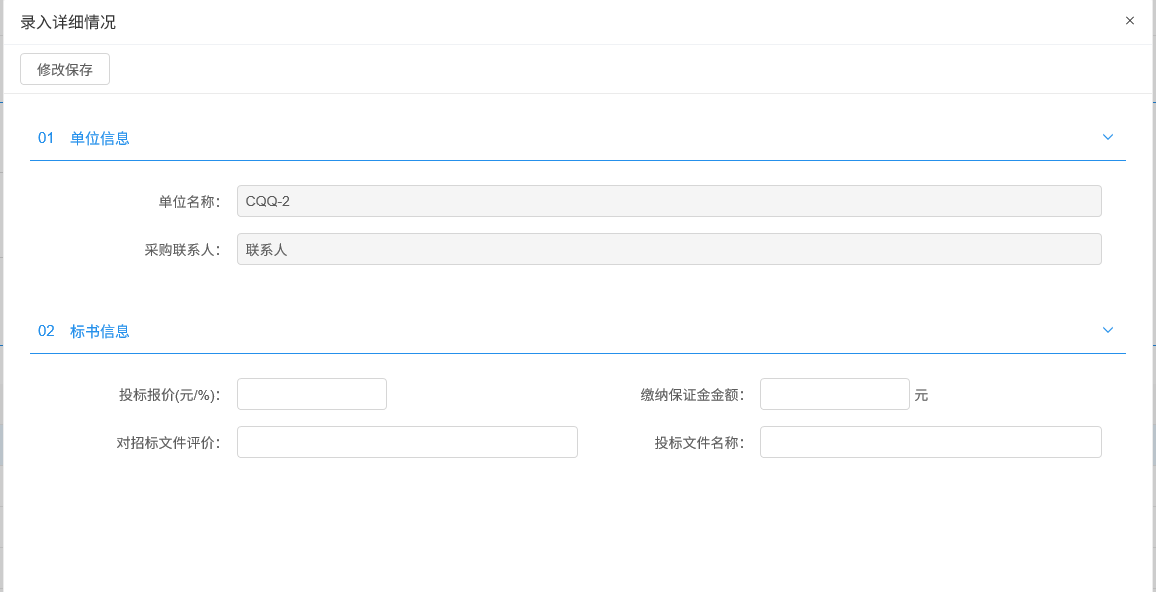 录入详细情况
修改保存
01 单位信息
单位名称： CQQ-2
采购联系人： 联系人
02 标书信息
投标报价(元/%)： 缴纳保证金金额： 元
对招标文件评价： 投标文件名称：